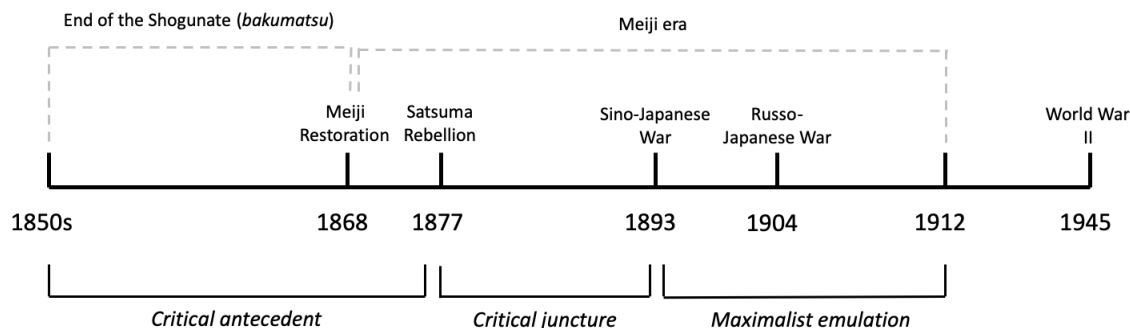 End of the Shogunate (bakumatsu)
Meiji era
Meiji
Restoration
Satsuma
Rebellion
Sino-Japanese
War
Russo-
Japanese War
World War
II
1850s
1868
1877
1893
1904
1912
1945
Critical antecedent
Critical juncture
Maximalist emulation